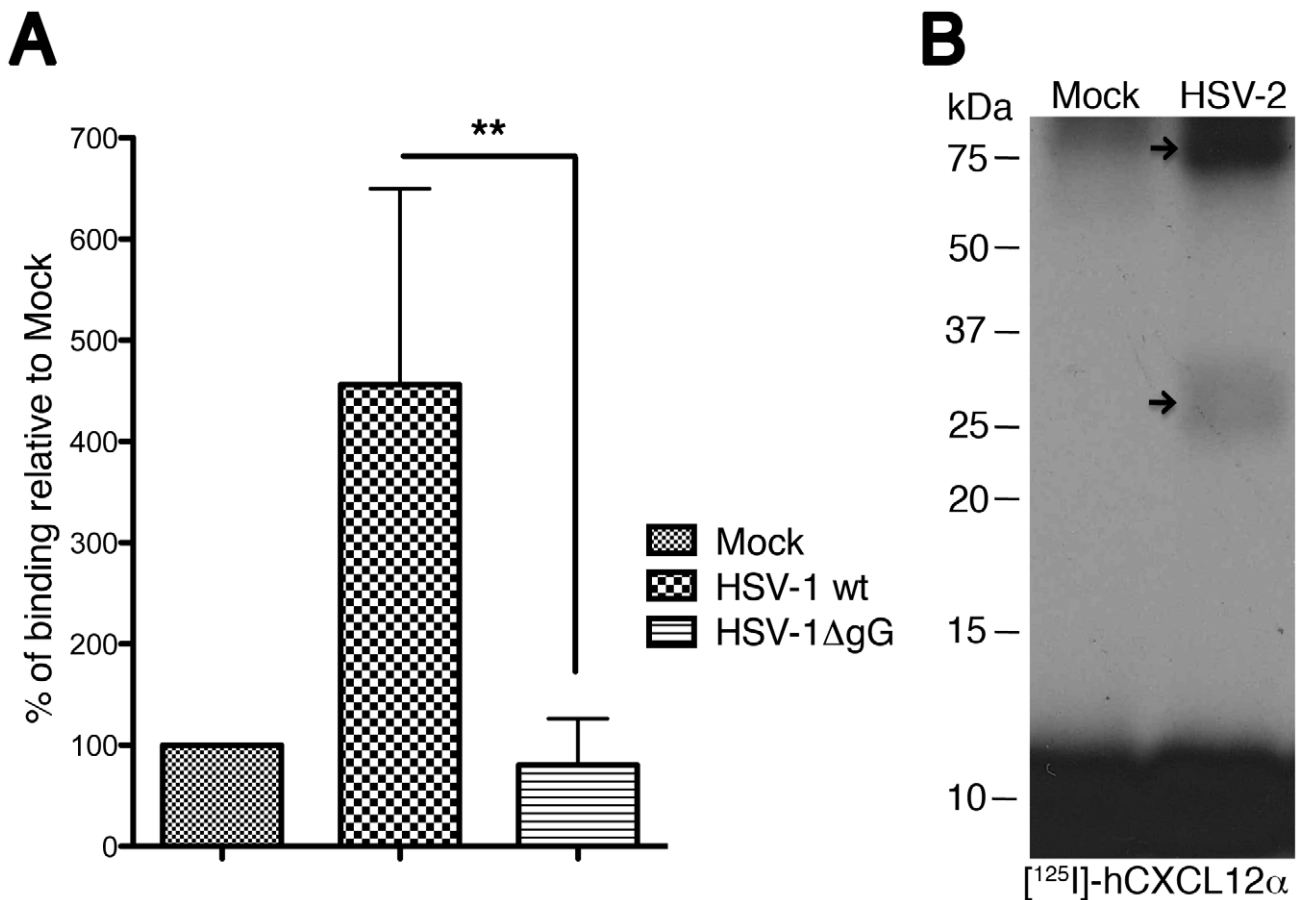 A
% of binding relative to Mock
700
600
500
400
300
200
100
0
**
Mock
HSV-1 wt
HSV-1ΔgG
B
kDa
Mock HSV-2
75
50
37
25
20
15
10
[¹²⁵I]-hCXCL12α